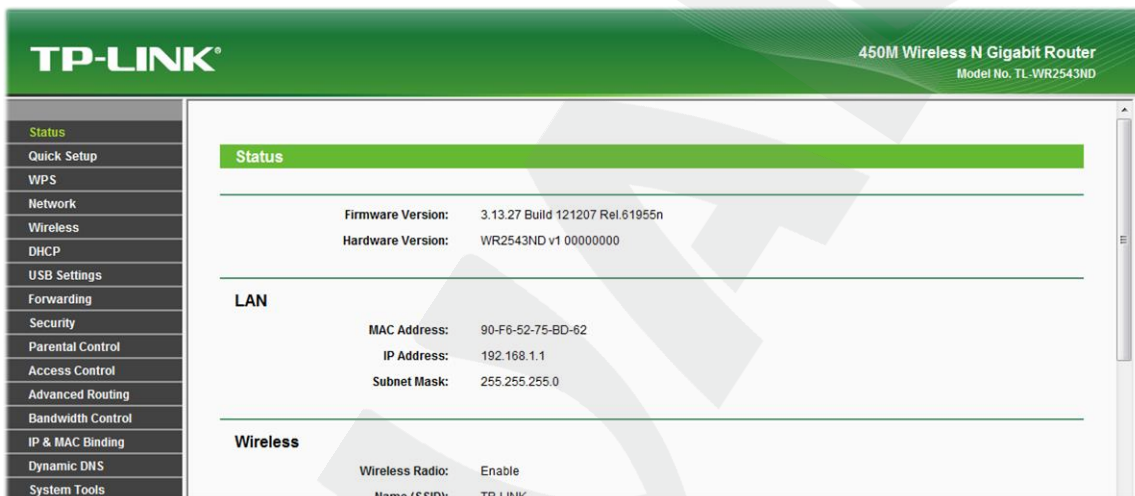 TP-LINK®
450M Wireless N Gigabit Router
Model No. TL-WR2543ND
Status
Quick Setup
WPS
Network
Wireless
DHCP
USB Settings
Forwarding
Security
Parental Control
Access Control
Advanced Routing
Bandwidth Control
IP & MAC Binding
Dynamic DNS
System Tools
Status
Firmware Version: 3.13.27 Build 121207 Rel.61955n
Hardware Version: WR2543ND v1 00000000
LAN
MAC Address: 90-F6-52-75-BD-62
IP Address: 192.168.1.1
Subnet Mask: 255.255.255.0
Wireless
Wireless Radio: Enable
Name (SSID): TP-LINK